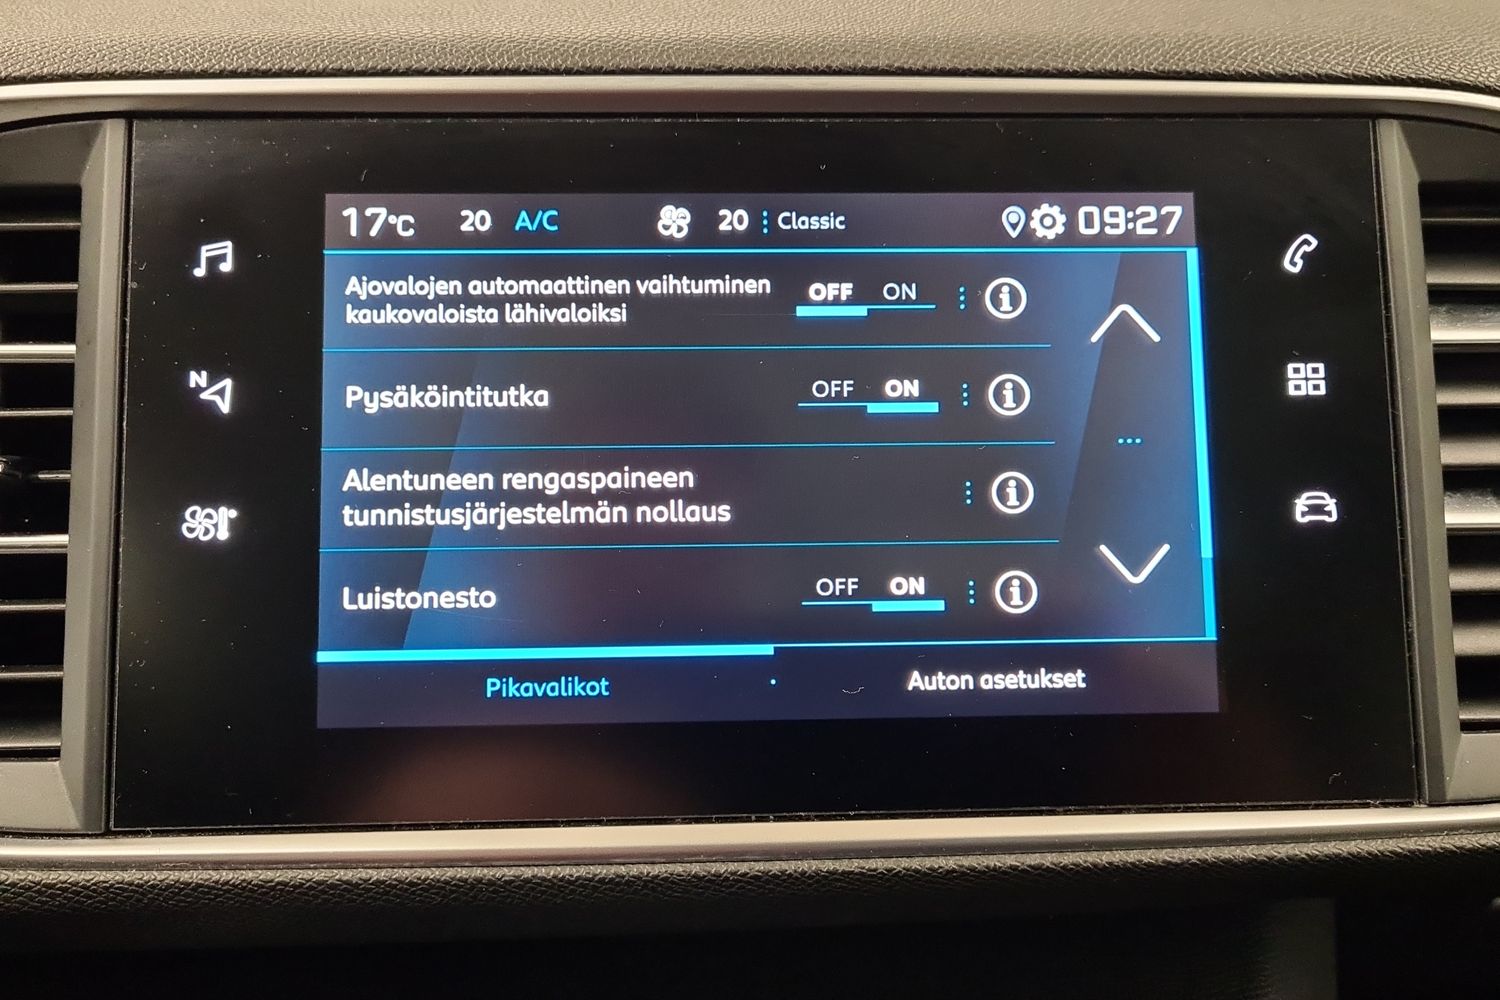 17°C 20 A/C 20 Classic 09:27
Ajovalojen automaattinen vaihtuminen
kaukovaloista lähivaloiksi
OFF ON
Pysäköintitutka
OFF ON
Alentuneen rengaspaineen
tunnistusjärjestelmän nollaus
Luistonesto
OFF ON
Pikavalikot
Auton asetukset
N